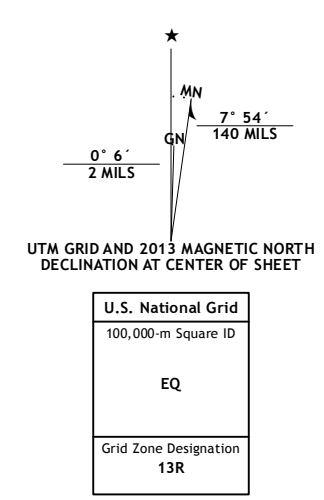 ★
MN
GN
7° 54´
140 MILS
0° 6´
2 MILS
UTM GRID AND 2013 MAGNETIC NORTH
DECLINATION AT CENTER OF SHEET
U.S. National Grid
100,000-m Square ID
EQ
Grid Zone Designation
13R